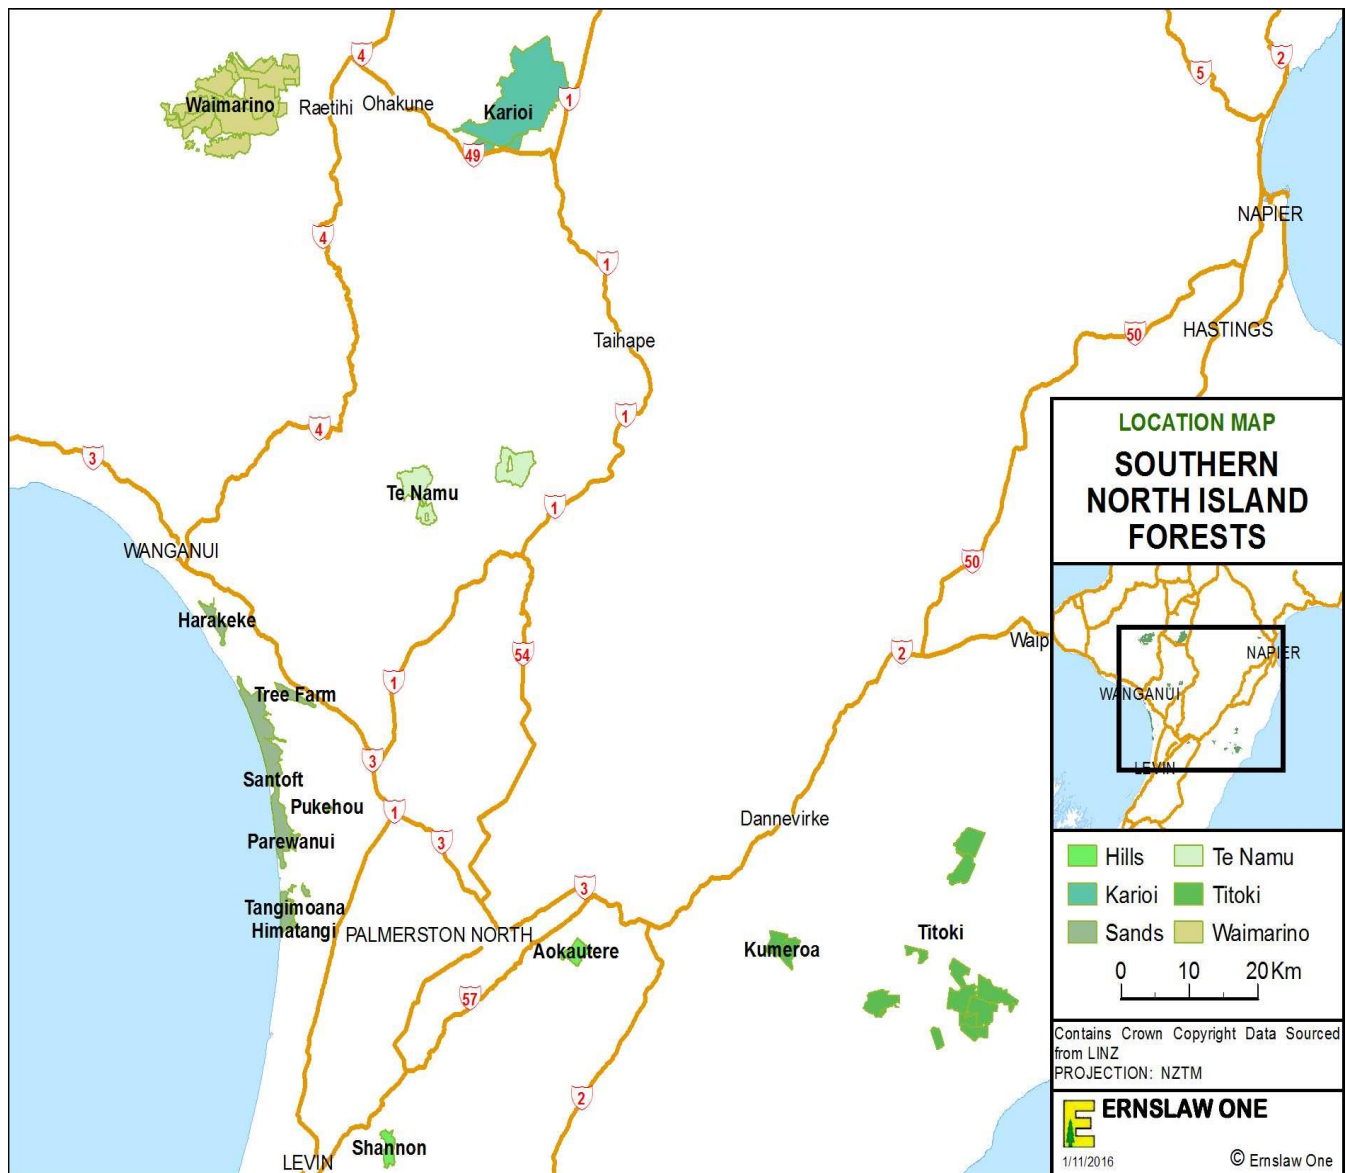 4
5
2
Waimarino
Raetihi
Ohakune
Karioi
1
49
NAPIER
4
1
Taihape
50
HASTINGS
1
4
3
Te Namu
1
WANGANUI
50
Harakeke
54
2
Waip
1
Tree Farm
3
Santoft
Pukehou
1
Parewanui
3
Dannevirke
3
Tangimoana
Himatangi
PALMERSTON NORTH
Aokautere
Kumeroa
Titoki
57
2
Shannon
LEVIN
LOCATION MAP
SOUTHERN
NORTH ISLAND
FORESTS
NAPIER
WANGANUI
LEVIN
Hills
Te Namu
Karioi
Titoki
Sands
Waimarino
0 10 20 Km
Contains Crown Copyright Data Sourced
from LINZ
PROJECTION: NZTM
E
ERNSLAW ONE
1/11/2016
© Ernslaw One